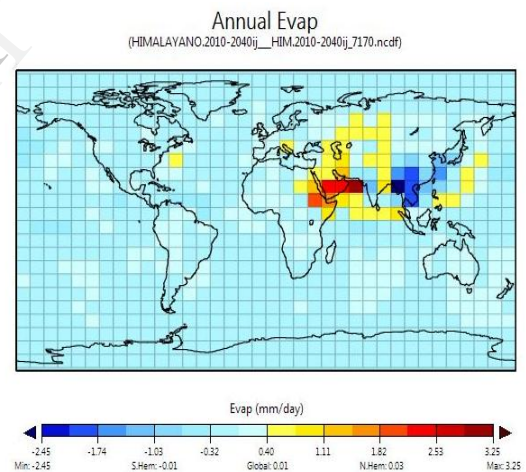 Annual Evap
(HIMALAYANO.2010-2040ij__HIM.2010-2040ij_7170.ncdf)
Evap (mm/day)
-2.45 -1.74 -1.03 -0.32 0.40 1.11 1.82 2.53 3.25
Min: -2.45 S.Hem: -0.01 Global: 0.01 N.Hem: 0.03 Max: 3.25